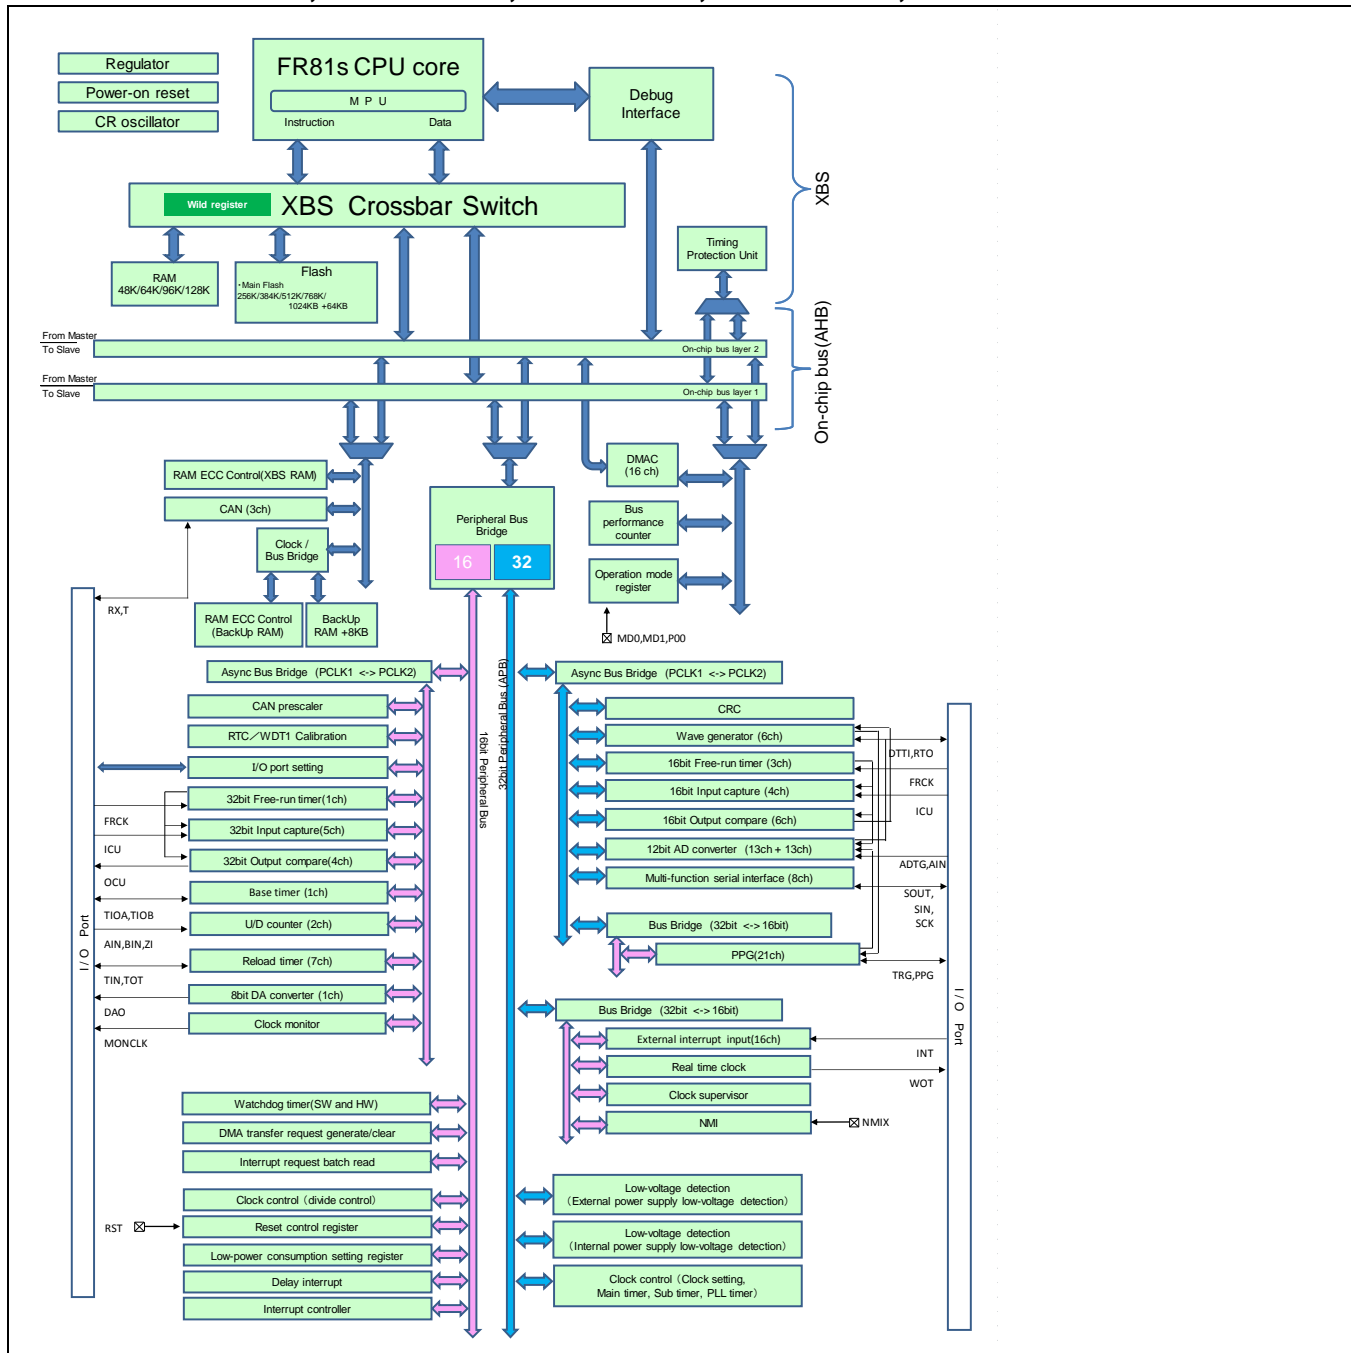 Regulator
Power-on reset
CR oscillator
FR81s CPU core
M P U
Instruction
Data
Debug
Interface
XBS
Wild register
XBS Crossbar Switch
Timing
Protection Unit
RAM
48K/64K/96K/128K
Flash
・Main Flash
256K/384K/512K/768K/
1024KB +64KB
On-chip bus(AHB)
From Master
To Slave
On-chip bus layer 2
From Master
To Slave
On-chip bus layer 1
RAM ECC Control(XBS RAM)
CAN (3ch)
Clock /
Bus Bridge
RAM ECC Control
(BackUp RAM)
BackUp
RAM +8KB
Peripheral Bus
Bridge
16
32
DMAC
(16 ch)
Bus
performance
counter
Operation mode
register
MD0,MD1,P00
RX,T
I / O Port
16bit Peripheral Bus
32bit Peripheral Bus (APB)
Async Bus Bridge (PCLK1 <-> PCLK2)
CAN prescaler
RTC／WDT1 Calibration
I/O port setting
32bit Free-run timer(1ch)
FRCK
32bit Input capture(5ch)
ICU
32bit Output compare(4ch)
OCU
Base timer (1ch)
TIOA,TIOB
U/D counter (2ch)
AIN,BIN,ZI
Reload timer (7ch)
TIN,TOT
8bit DA converter (1ch)
DAO
Clock monitor
MONCLK
Watchdog timer(SW and HW)
DMA transfer request generate/clear
Interrupt request batch read
Clock control（divide control）
RST
Reset control register
Low-power consumption setting register
Delay interrupt
Interrupt controller
Async Bus Bridge (PCLK1 <-> PCLK2)
CRC
Wave generator (6ch)
DTTI,RTO
16bit Free-run timer (3ch)
FRCK
16bit Input capture (4ch)
ICU
16bit Output compare (6ch)
12bit AD converter (13ch + 13ch)
ADTG,AIN
Multi-function serial interface (8ch)
SOUT,
SIN,
SCK
Bus Bridge (32bit <-> 16bit)
PPG(21ch)
TRG,PPG
Bus Bridge (32bit <-> 16bit)
External interrupt input(16ch)
INT
Real time clock
WOT
Clock supervisor
NMI
NMIX
I / O Port
Low-voltage detection
（External power supply low-voltage detection）
Low-voltage detection
（Internal power supply low-voltage detection）
Clock control（Clock setting,
Main timer, Sub timer, PLL timer）